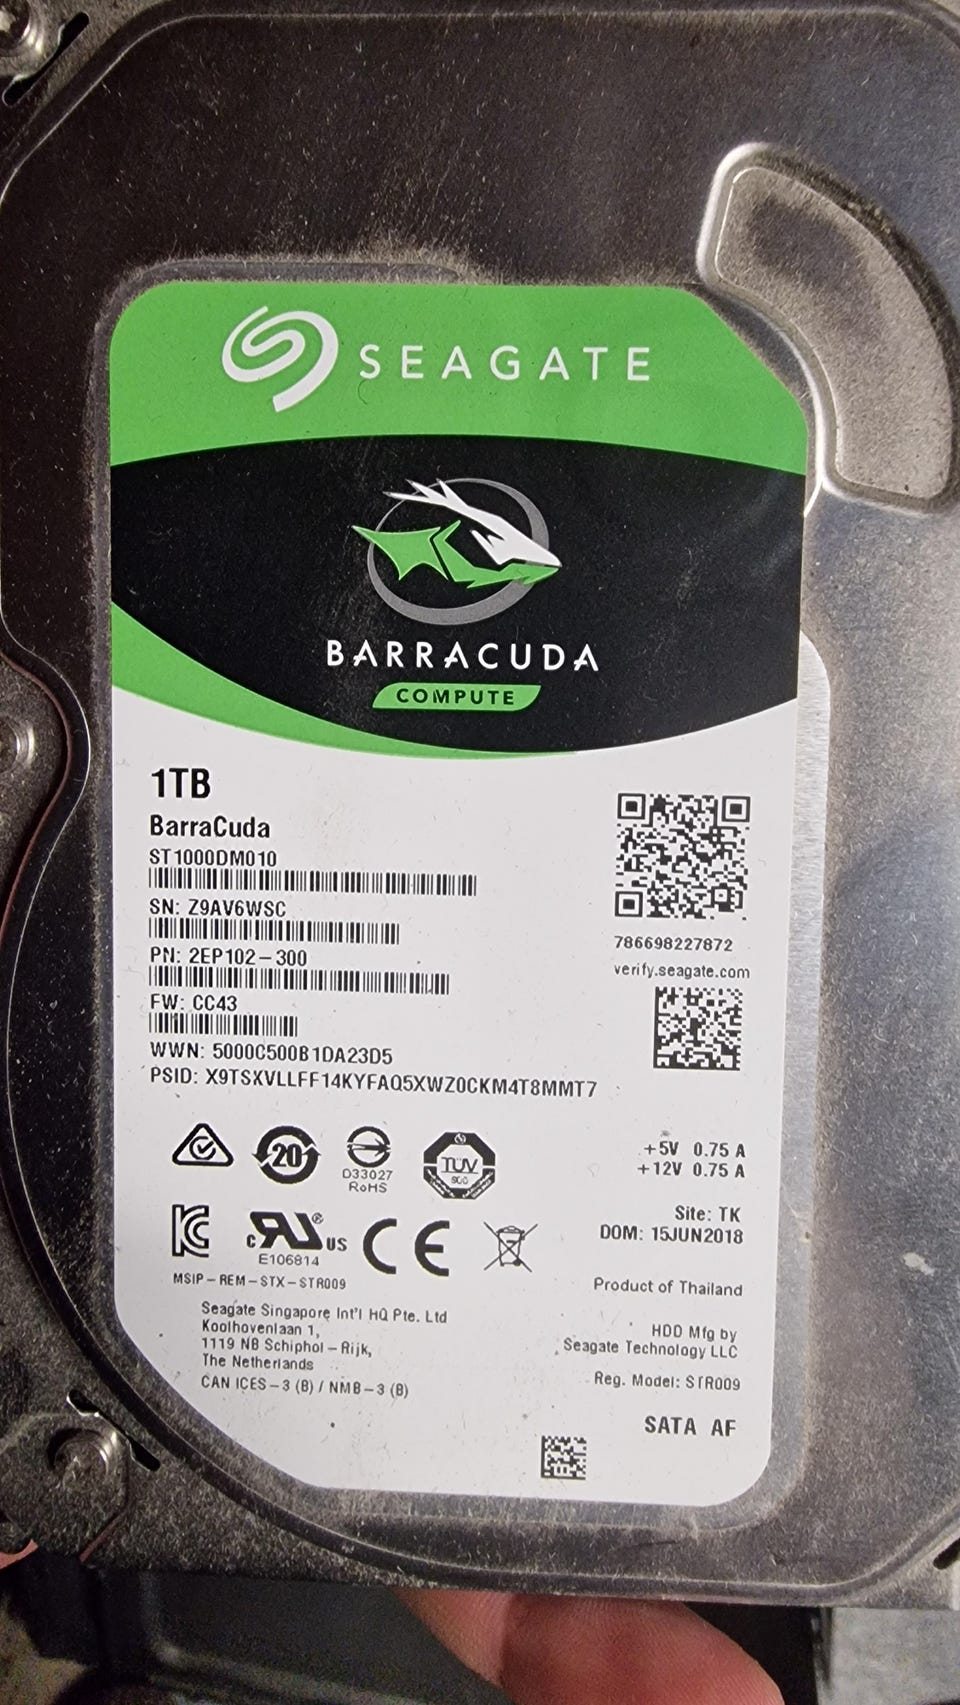 SEAGATE
BARRACUDA
COMPUTE
1TB
BarraCuda
ST1000DM010
SN: Z9AV6WSC
PN: 2EP102-300
FW: CC43
WWN: 5000C500B1DA23D5
PSID: X9TSXVLLFF14KYFAQ5XWZ0CKM4T8MMT7
786698227872
verify.seagate.com
20
D33027
RoHS
TÜV
+5V 0.75 A
+12V 0.75 A
Site: TK
DOM: 15JUN2018
c RU ® US
E106814
CE
MSIP-REM-STX-STR009
Product of Thailand
Seagate Singapore Int'l HQ Pte. Ltd
Koolhovenlaan 1,
1119 NB Schiphol-Rijk,
The Netherlands
CAN ICES-3 (B) / NMB-3 (B)
HDD Mfg by
Seagate Technology LLC
Reg. Model: STR009
SATA AF